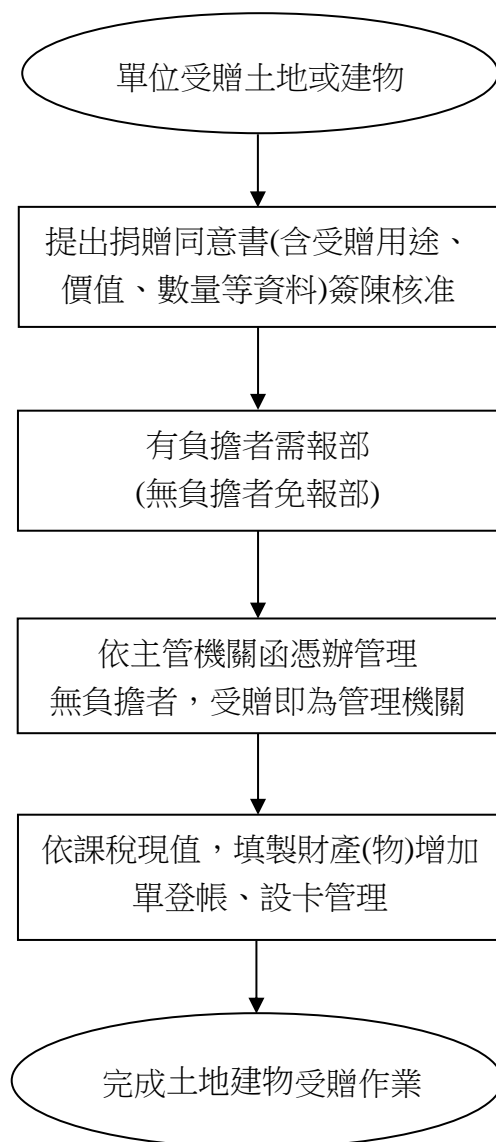 單位受贈土地或建物
提出捐贈同意書(含受贈用途、
價值、數量等資料)簽陳核准
有負擔者需報部
(無負擔者免報部)
依主管機關函憑辦管理
無負擔者，受贈即為管理機關
依課稅現值，填製財產(物)增加
單登帳、設卡管理
完成土地建物受贈作業